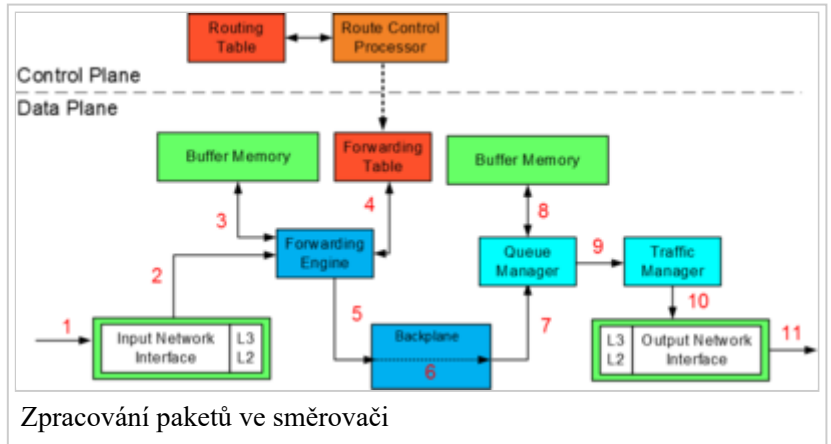 Routing
Table
Route Control
Processor
Control Plane
Data Plane
Buffer Memory
Forwarding
Table
Buffer Memory
3
4
8
Forwarding
Engine
Queue
Manager
9
Traffic
Manager
2
5
7
10
1
Input Network
Interface
L3
L2
Backplane
6
L3
L2
Output Network
Interface
11
Zpracování paketů ve směrovači